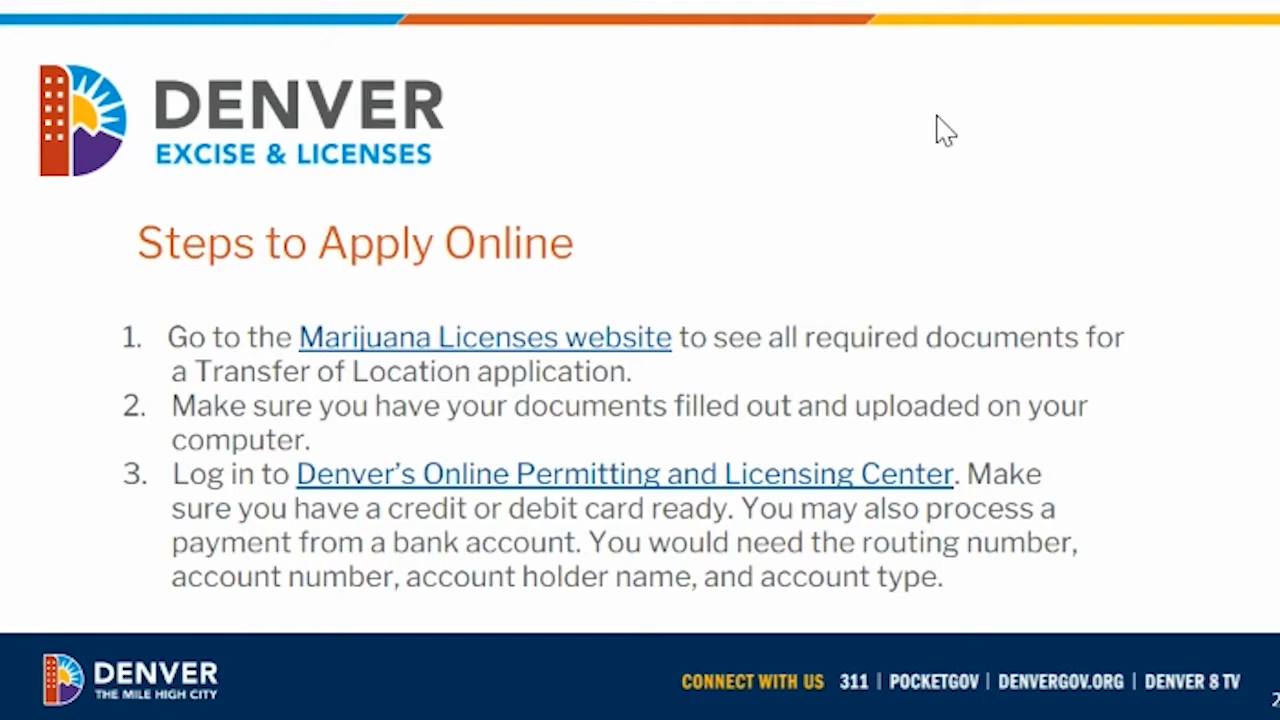 DENVER
EXCISE & LICENSES
Steps to Apply Online
1. Go to the Marijuana Licenses website to see all required documents for
a Transfer of Location application.
2. Make sure you have your documents filled out and uploaded on your
computer.
3. Log in to Denver's Online Permitting and Licensing Center. Make
sure you have a credit or debit card ready. You may also process a
payment from a bank account. You would need the routing number,
account number, account holder name, and account type.
DENVER
THE MILE HIGH CITY
CONNECT WITH US 311 | POCKETGOV | DENVERGOV.ORG | DENVER 8 TV
2